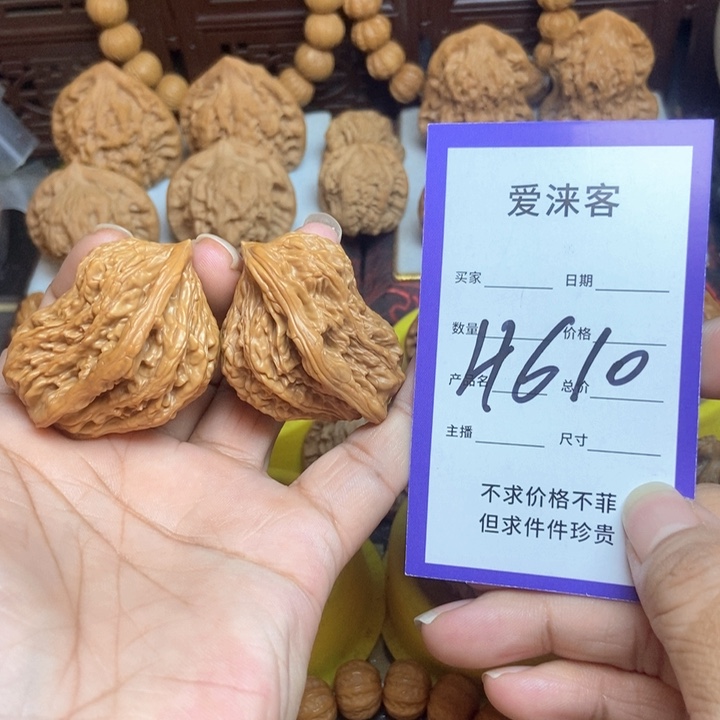 爱涞客
买家 日期
数量 价格
H610
产品名 总价
主播 尺寸
不求价格不菲
但求件件珍贵